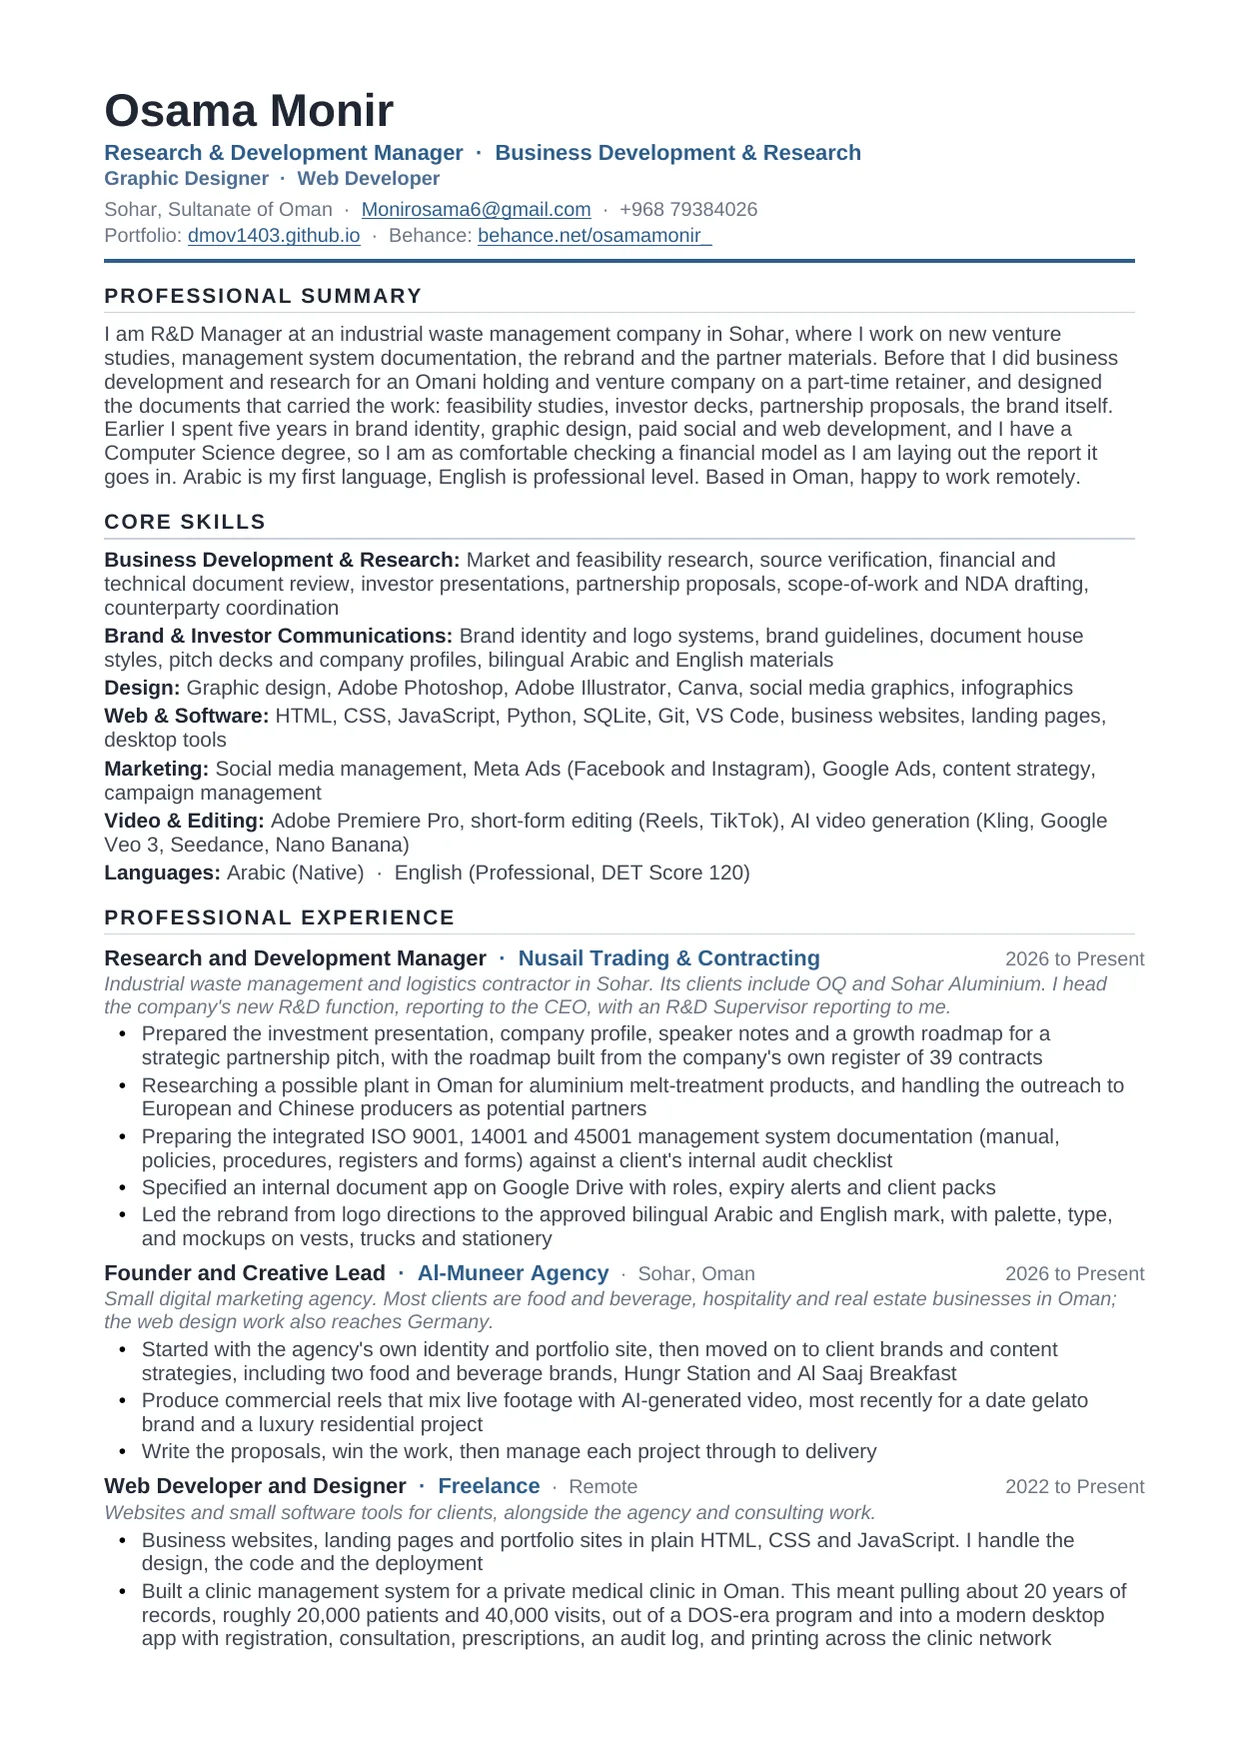 Osama Monir
Research & Development Manager · Business Development & Research
Graphic Designer · Web Developer
Sohar, Sultanate of Oman · Monirosama6@gmail.com · +968 79384026
Portfolio: dmov1403.github.io · Behance: behance.net/osamamonir_
PROFESSIONAL SUMMARY
I am R&D Manager at an industrial waste management company in Sohar, where I work on new venture
studies, management system documentation, the rebrand and the partner materials. Before that I did business
development and research for an Omani holding and venture company on a part-time retainer, and designed
the documents that carried the work: feasibility studies, investor decks, partnership proposals, the brand itself.
Earlier I spent five years in brand identity, graphic design, paid social and web development, and I have a
Computer Science degree, so I am as comfortable checking a financial model as I am laying out the report it
goes in. Arabic is my first language, English is professional level. Based in Oman, happy to work remotely.
CORE SKILLS
Business Development & Research: Market and feasibility research, source verification, financial and
technical document review, investor presentations, partnership proposals, scope-of-work and NDA drafting,
counterparty coordination
Brand & Investor Communications: Brand identity and logo systems, brand guidelines, document house
styles, pitch decks and company profiles, bilingual Arabic and English materials
Design: Graphic design, Adobe Photoshop, Adobe Illustrator, Canva, social media graphics, infographics
Web & Software: HTML, CSS, JavaScript, Python, SQLite, Git, VS Code, business websites, landing pages,
desktop tools
Marketing: Social media management, Meta Ads (Facebook and Instagram), Google Ads, content strategy,
campaign management
Video & Editing: Adobe Premiere Pro, short-form editing (Reels, TikTok), AI video generation (Kling, Google
Veo 3, Seedance, Nano Banana)
Languages: Arabic (Native) · English (Professional, DET Score 120)
PROFESSIONAL EXPERIENCE
Research and Development Manager · Nusail Trading & Contracting 2026 to Present
Industrial waste management and logistics contractor in Sohar. Its clients include OQ and Sohar Aluminium. I head
the company's new R&D function, reporting to the CEO, with an R&D Supervisor reporting to me.
• Prepared the investment presentation, company profile, speaker notes and a growth roadmap for a
strategic partnership pitch, with the roadmap built from the company's own register of 39 contracts
• Researching a possible plant in Oman for aluminium melt-treatment products, and handling the outreach to
European and Chinese producers as potential partners
• Preparing the integrated ISO 9001, 14001 and 45001 management system documentation (manual,
policies, procedures, registers and forms) against a client's internal audit checklist
• Specified an internal document app on Google Drive with roles, expiry alerts and client packs
• Led the rebrand from logo directions to the approved bilingual Arabic and English mark, with palette, type,
and mockups on vests, trucks and stationery
Founder and Creative Lead · Al-Muneer Agency · Sohar, Oman 2026 to Present
Small digital marketing agency. Most clients are food and beverage, hospitality and real estate businesses in Oman;
the web design work also reaches Germany.
• Started with the agency's own identity and portfolio site, then moved on to client brands and content
strategies, including two food and beverage brands, Hungr Station and Al Saaj Breakfast
• Produce commercial reels that mix live footage with AI-generated video, most recently for a date gelato
brand and a luxury residential project
• Write the proposals, win the work, then manage each project through to delivery
Web Developer and Designer · Freelance · Remote 2022 to Present
Websites and small software tools for clients, alongside the agency and consulting work.
• Business websites, landing pages and portfolio sites in plain HTML, CSS and JavaScript. I handle the
design, the code and the deployment
• Built a clinic management system for a private medical clinic in Oman. This meant pulling about 20 years of
records, roughly 20,000 patients and 40,000 visits, out of a DOS-era program and into a modern desktop
app with registration, consultation, prescriptions, an audit log, and printing across the clinic network